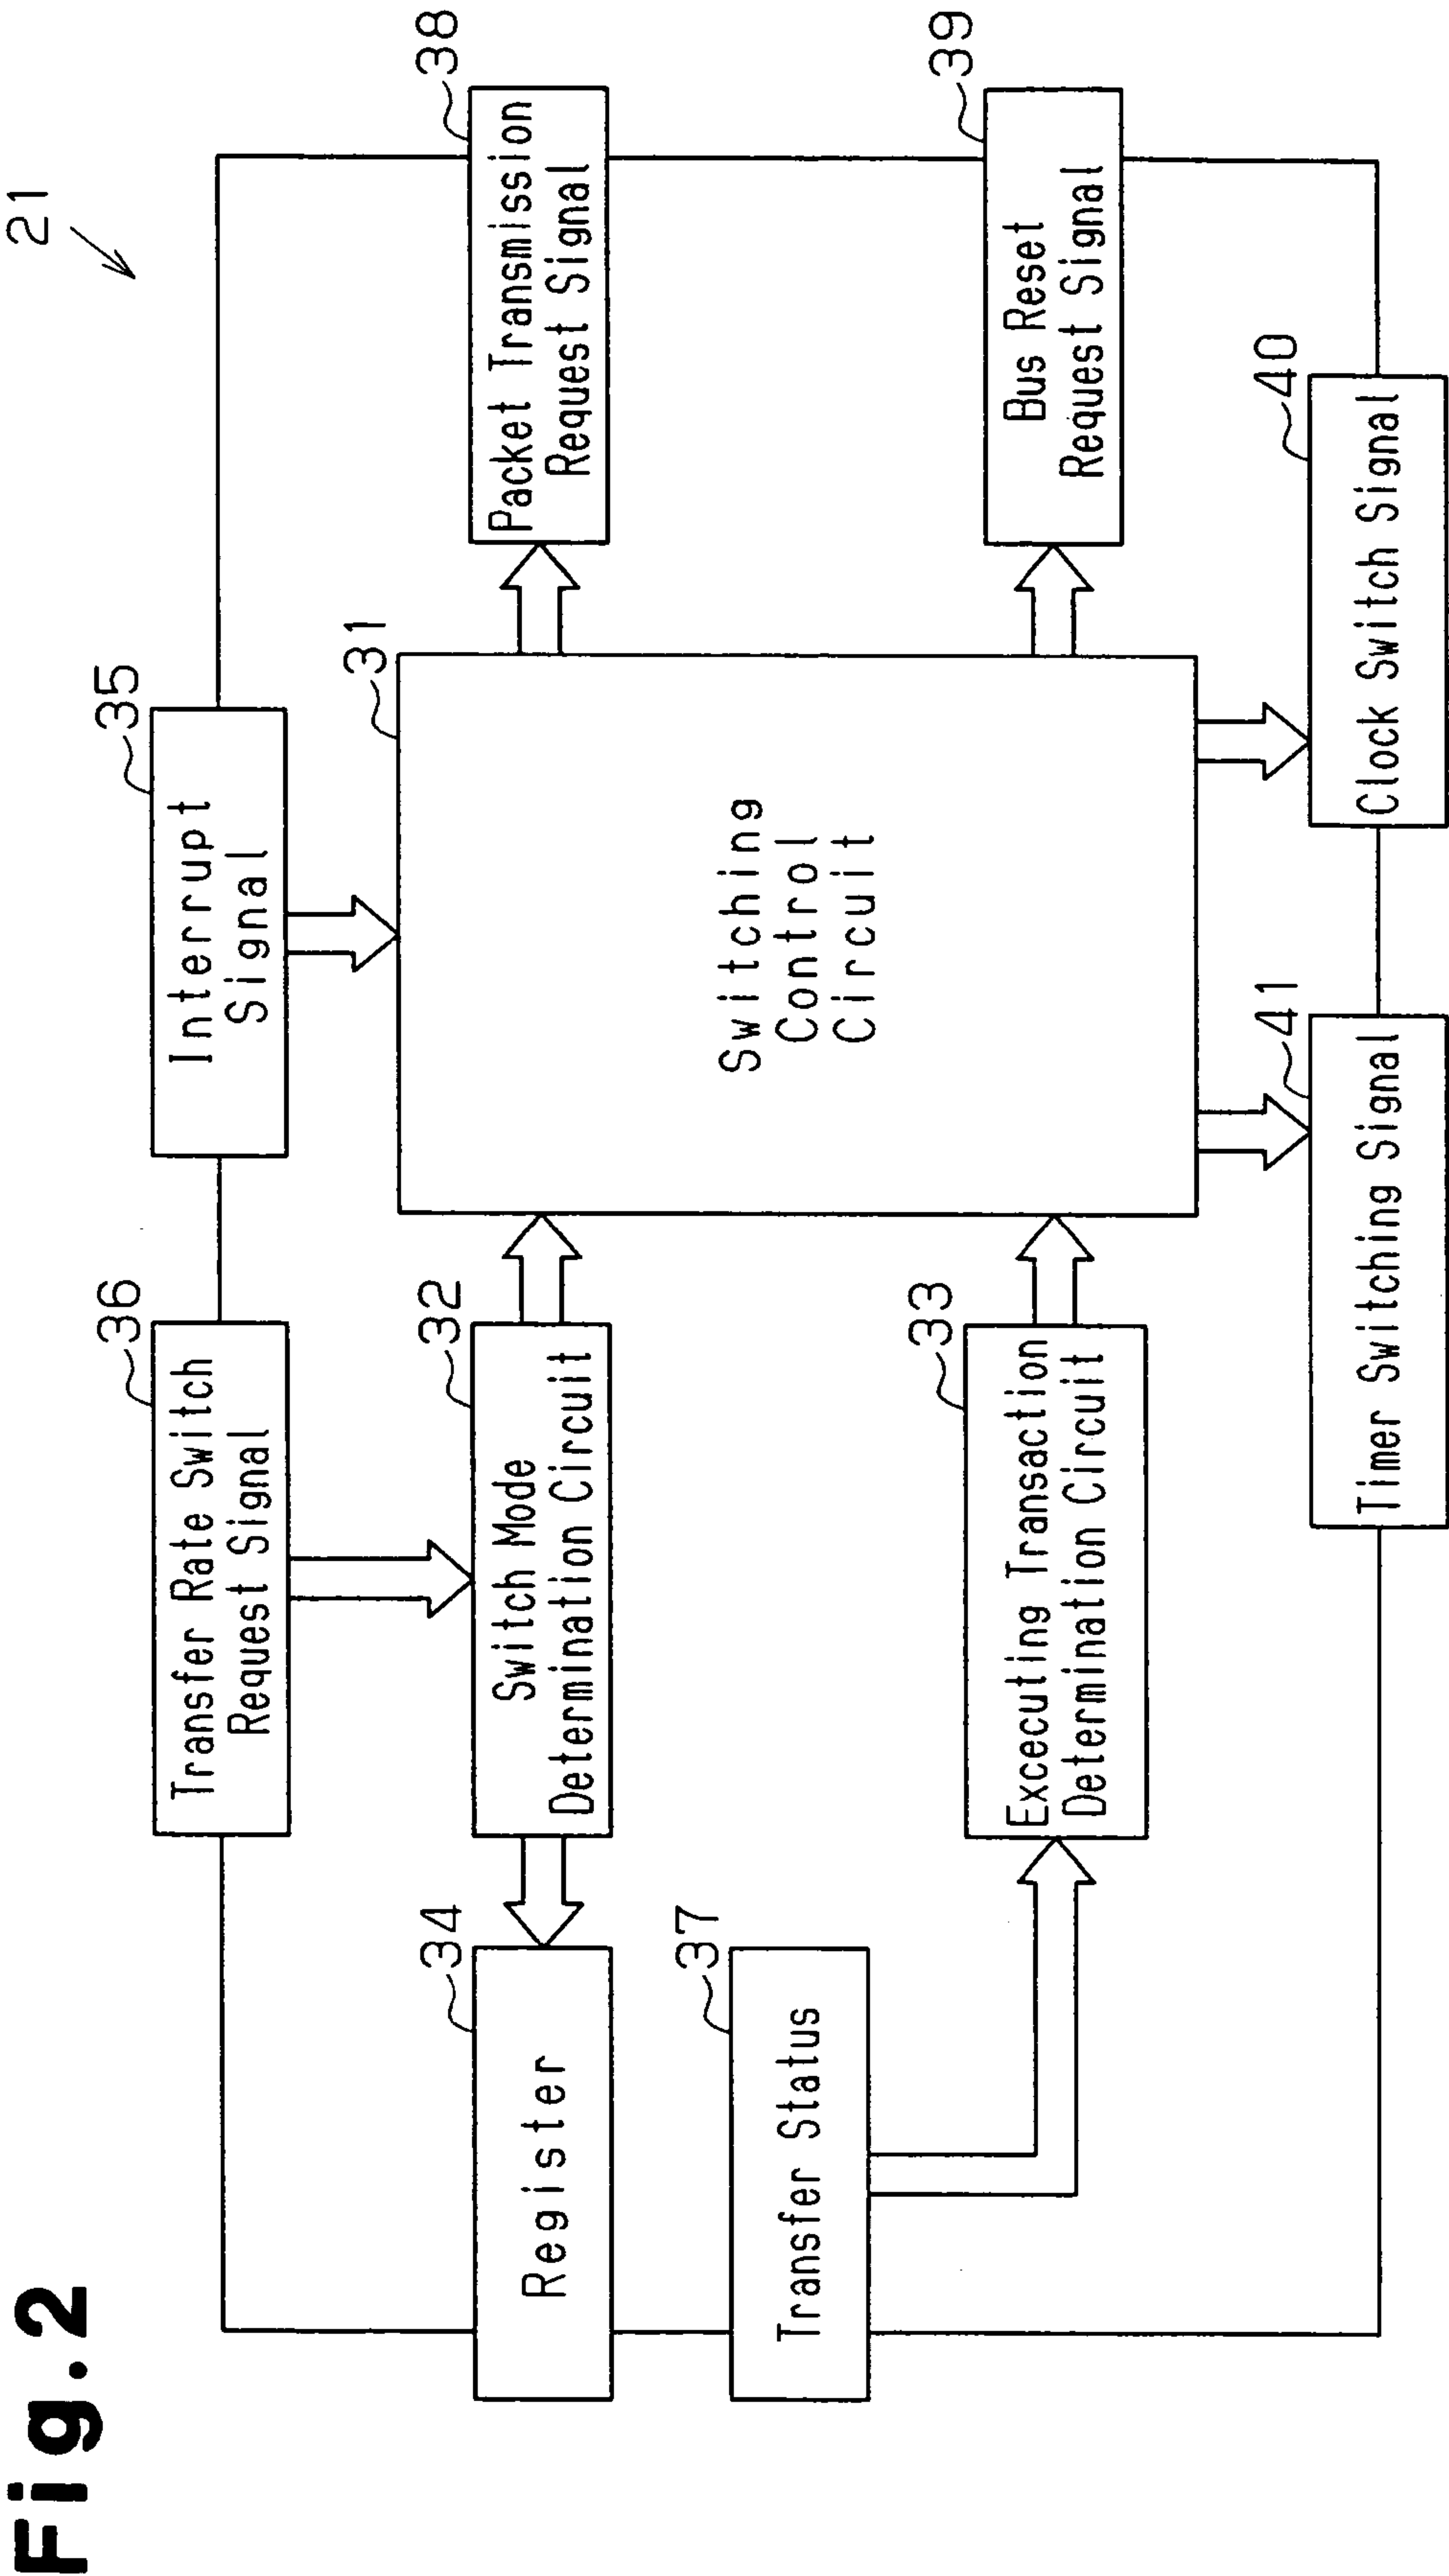 Fig.2
21
36
Transfer Rate Switch
Request Signal
35
Interrupt
Signal
34
Register
32
Switch Mode
Determination Circuit
31
Switching
Control
Circuit
38
Packet Transmission
Request Signal
37
Transfer Status
33
Excecuting Transaction
Determination Circuit
39
Bus Reset
Request Signal
41
Timer Switching Signal
40
Clock Switch Signal